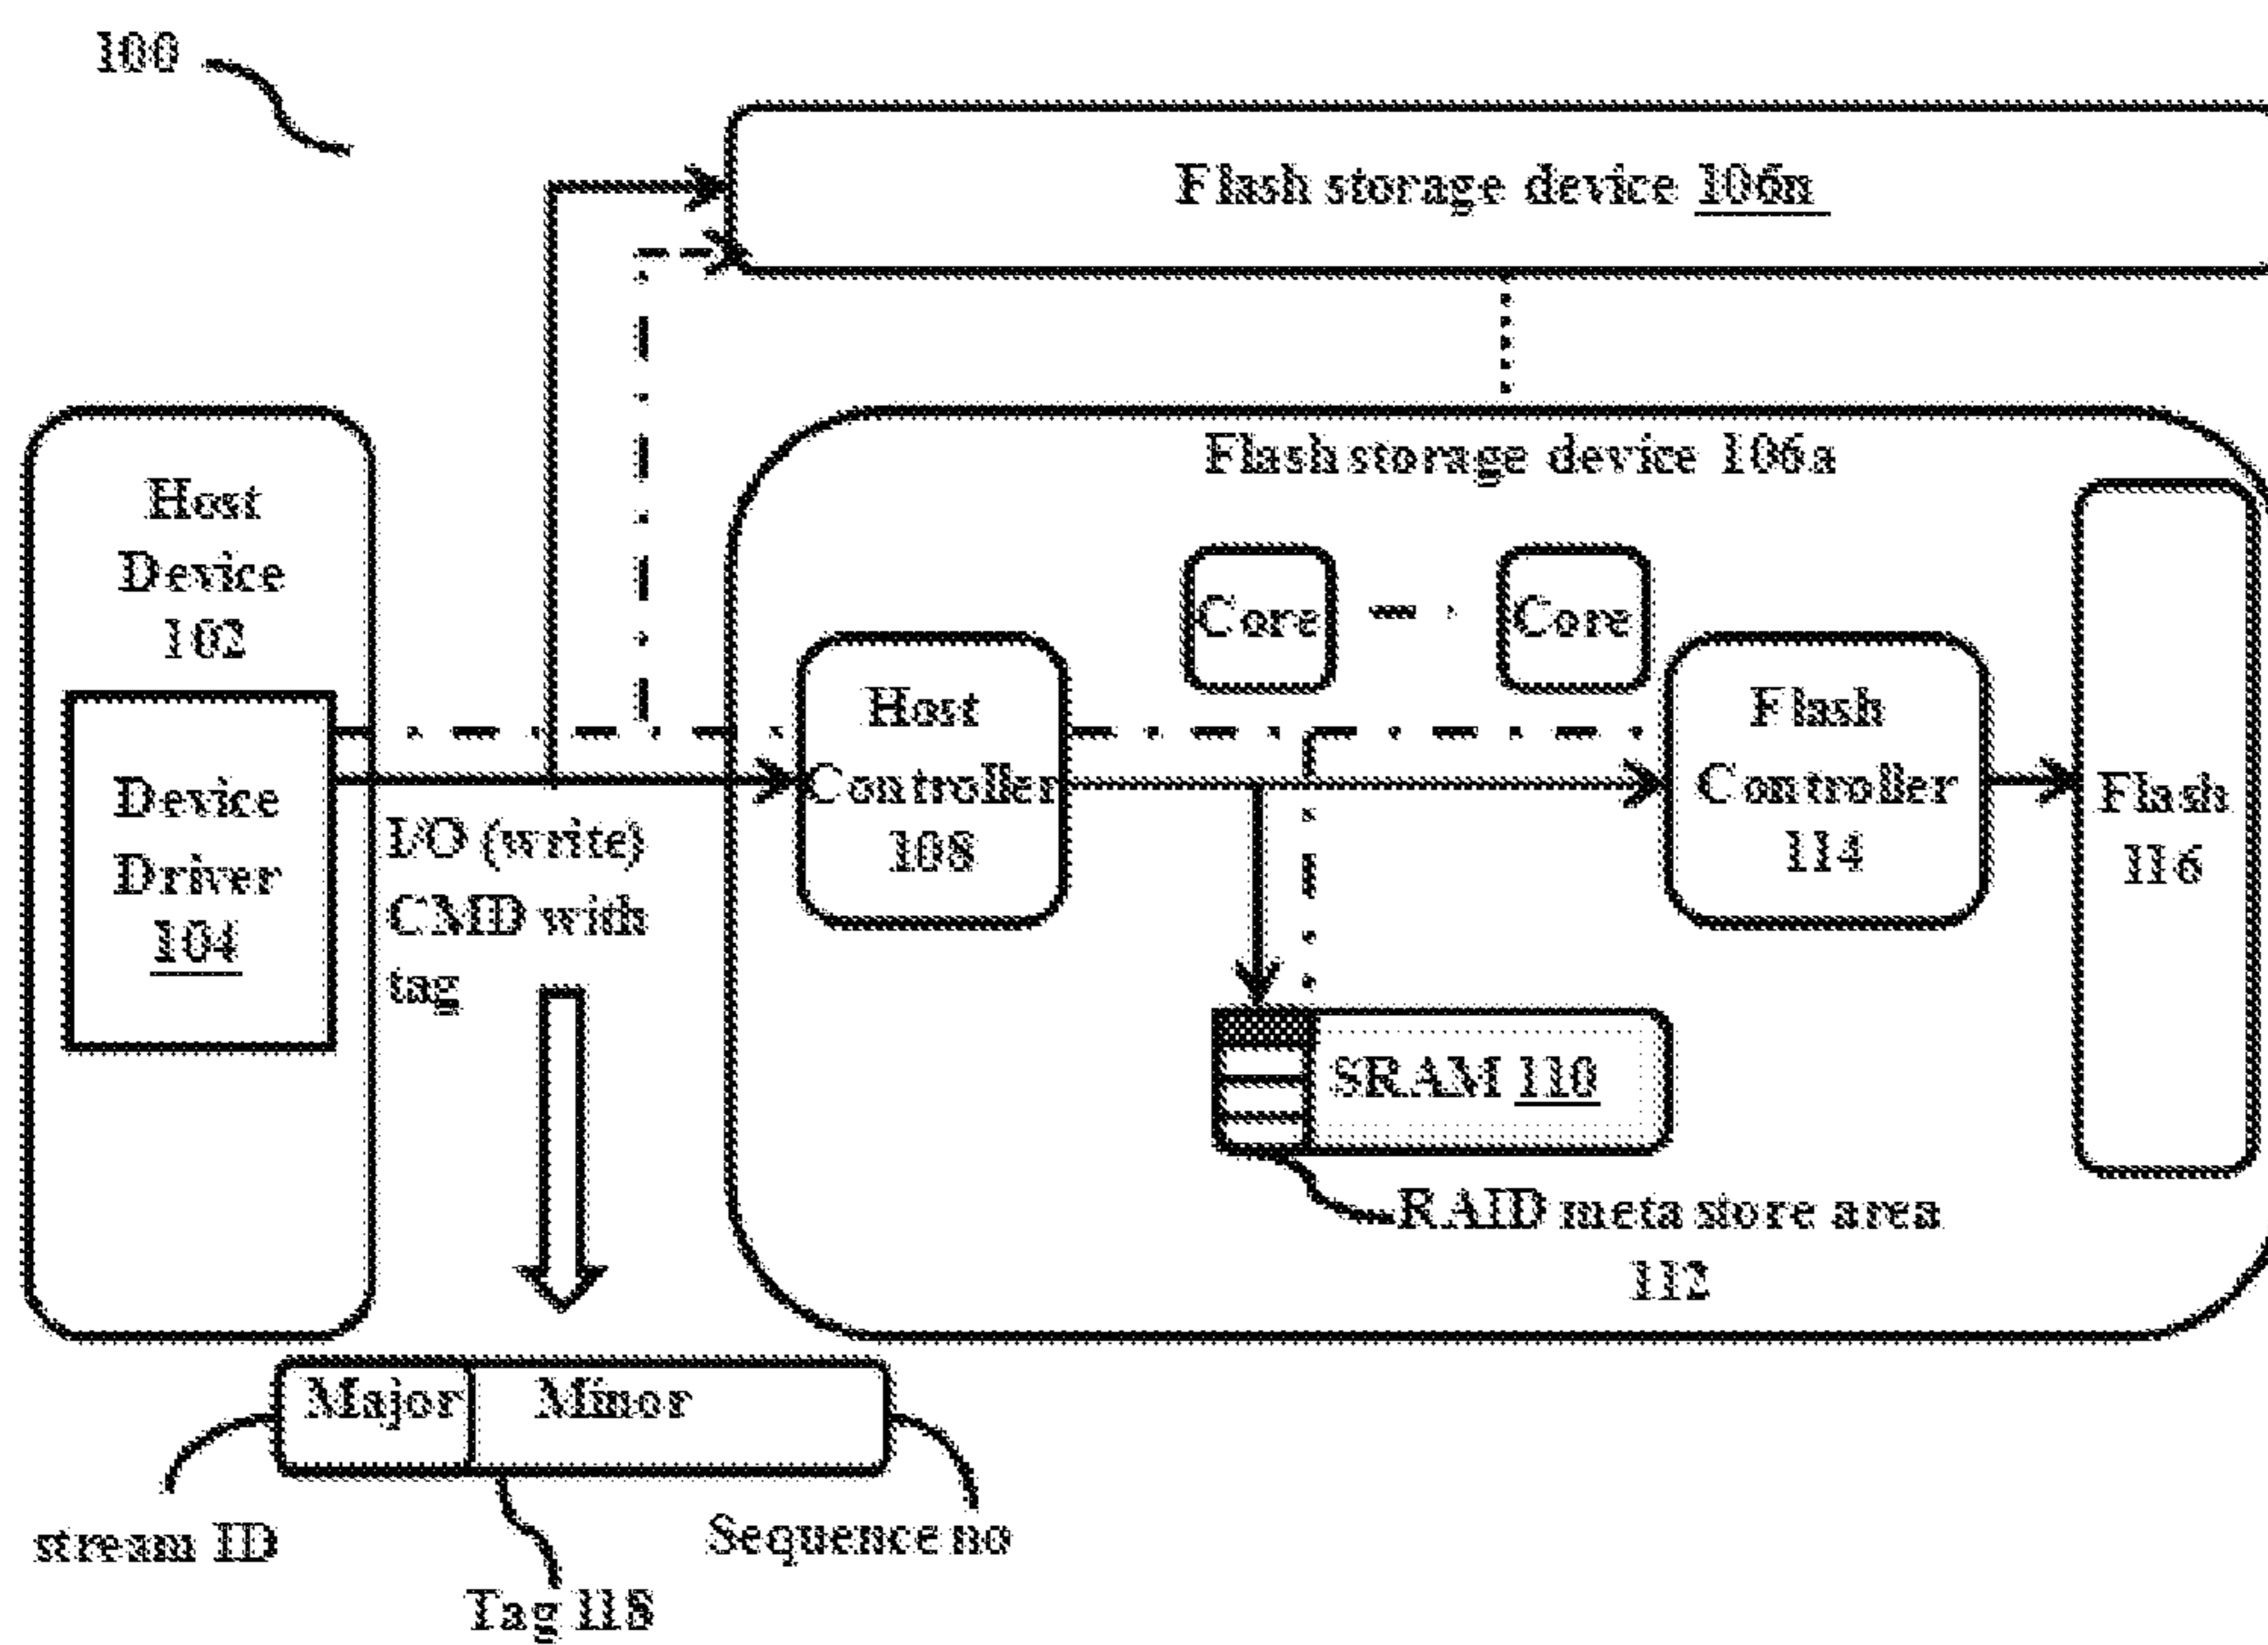 100
Flash storage device 106n
Flash storage device 106a
Host
Device
102
Device
Driver
104
I/O (write)
CMD with
tag
Host
Controller
108
Core
Core
Flash
Controller
114
Flash
116
SRAM 110
RAID meta store area
112
Major
Minor
stream ID
Sequence no
Tag 118